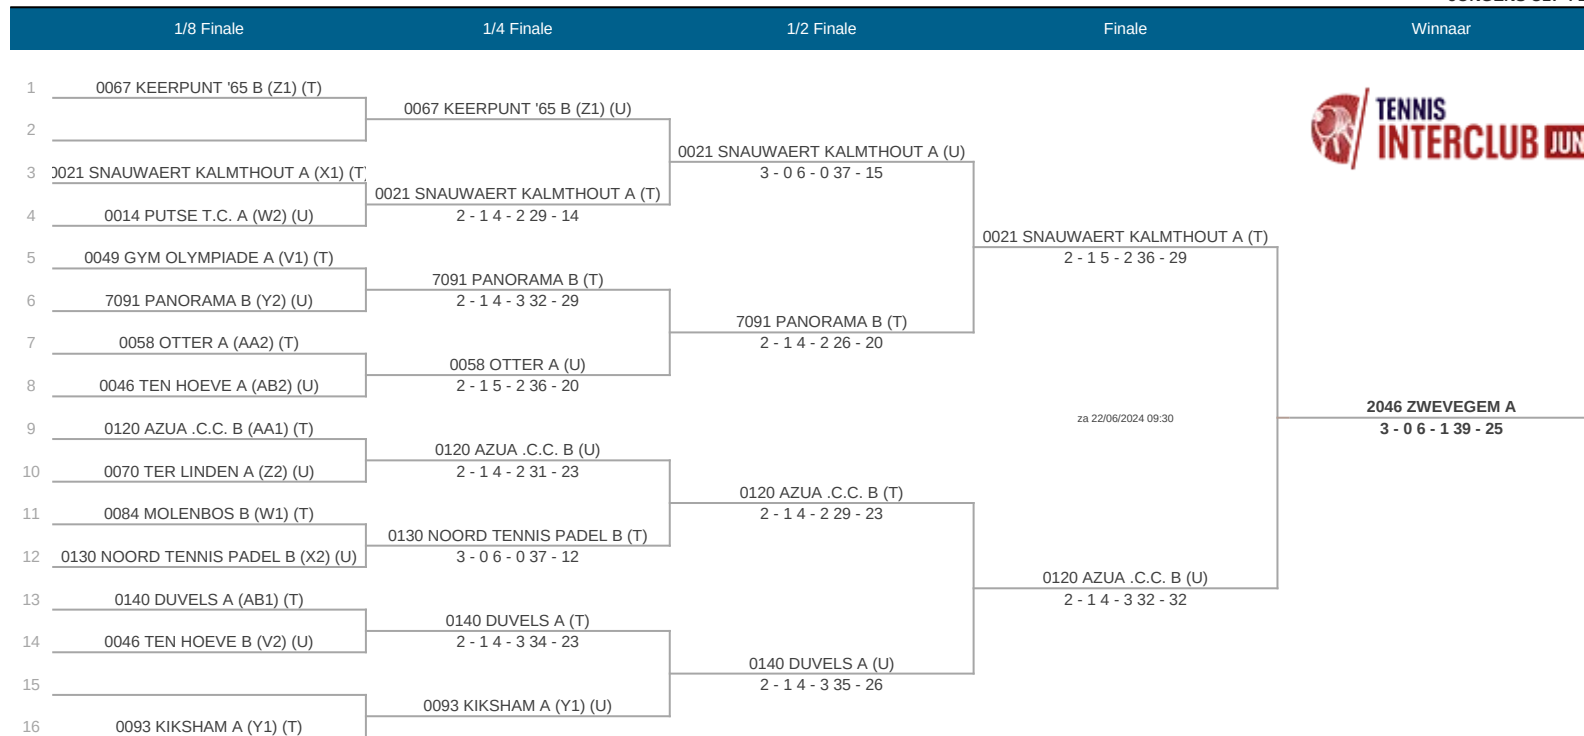 1/8 Finale 1/4 Finale 1/2 Finale Finale Winnaar
1 0067 KEERPUNT '65 B (Z1) (T)
0067 KEERPUNT '65 B (Z1) (U)
2
0021 SNAUWAERT KALMTHOUT A (U)
3 0021 SNAUWAERT KALMTHOUT A (X1) (T)
3 - 0 6 - 0 37 - 15
0021 SNAUWAERT KALMTHOUT A (T)
4 0014 PUTSE T.C. A (W2) (U)
2 - 1 4 - 2 29 - 14
0021 SNAUWAERT KALMTHOUT A (T)
5 0049 GYM OLYMPIADE A (V1) (T)
2 - 1 5 - 2 36 - 29
7091 PANORAMA B (T)
6 7091 PANORAMA B (Y2) (U)
2 - 1 4 - 3 32 - 29
7091 PANORAMA B (T)
7 0058 OTTER A (AA2) (T)
2 - 1 4 - 2 26 - 20
0058 OTTER A (U)
8 0046 TEN HOEVE A (AB2) (U)
2 - 1 5 - 2 36 - 20
2046 ZWEVEGEM A
za 22/06/2024 09:30
9 0120 AZUA .C.C. B (AA1) (T)
3 - 0 6 - 1 39 - 25
0120 AZUA .C.C. B (U)
10 0070 TER LINDEN A (Z2) (U)
2 - 1 4 - 2 31 - 23
0120 AZUA .C.C. B (T)
11 0084 MOLENBOS B (W1) (T)
2 - 1 4 - 2 29 - 23
0130 NOORD TENNIS PADEL B (T)
12 0130 NOORD TENNIS PADEL B (X2) (U)
3 - 0 6 - 0 37 - 12
0120 AZUA .C.C. B (U)
13 0140 DUVELS A (AB1) (T)
2 - 1 4 - 3 32 - 32
0140 DUVELS A (T)
14 0046 TEN HOEVE B (V2) (U)
2 - 1 4 - 3 34 - 23
0140 DUVELS A (U)
15
2 - 1 4 - 3 35 - 26
0093 KIKSHAM A (Y1) (U)
16 0093 KIKSHAM A (Y1) (T)
TENNIS
INTERCLUB JUN